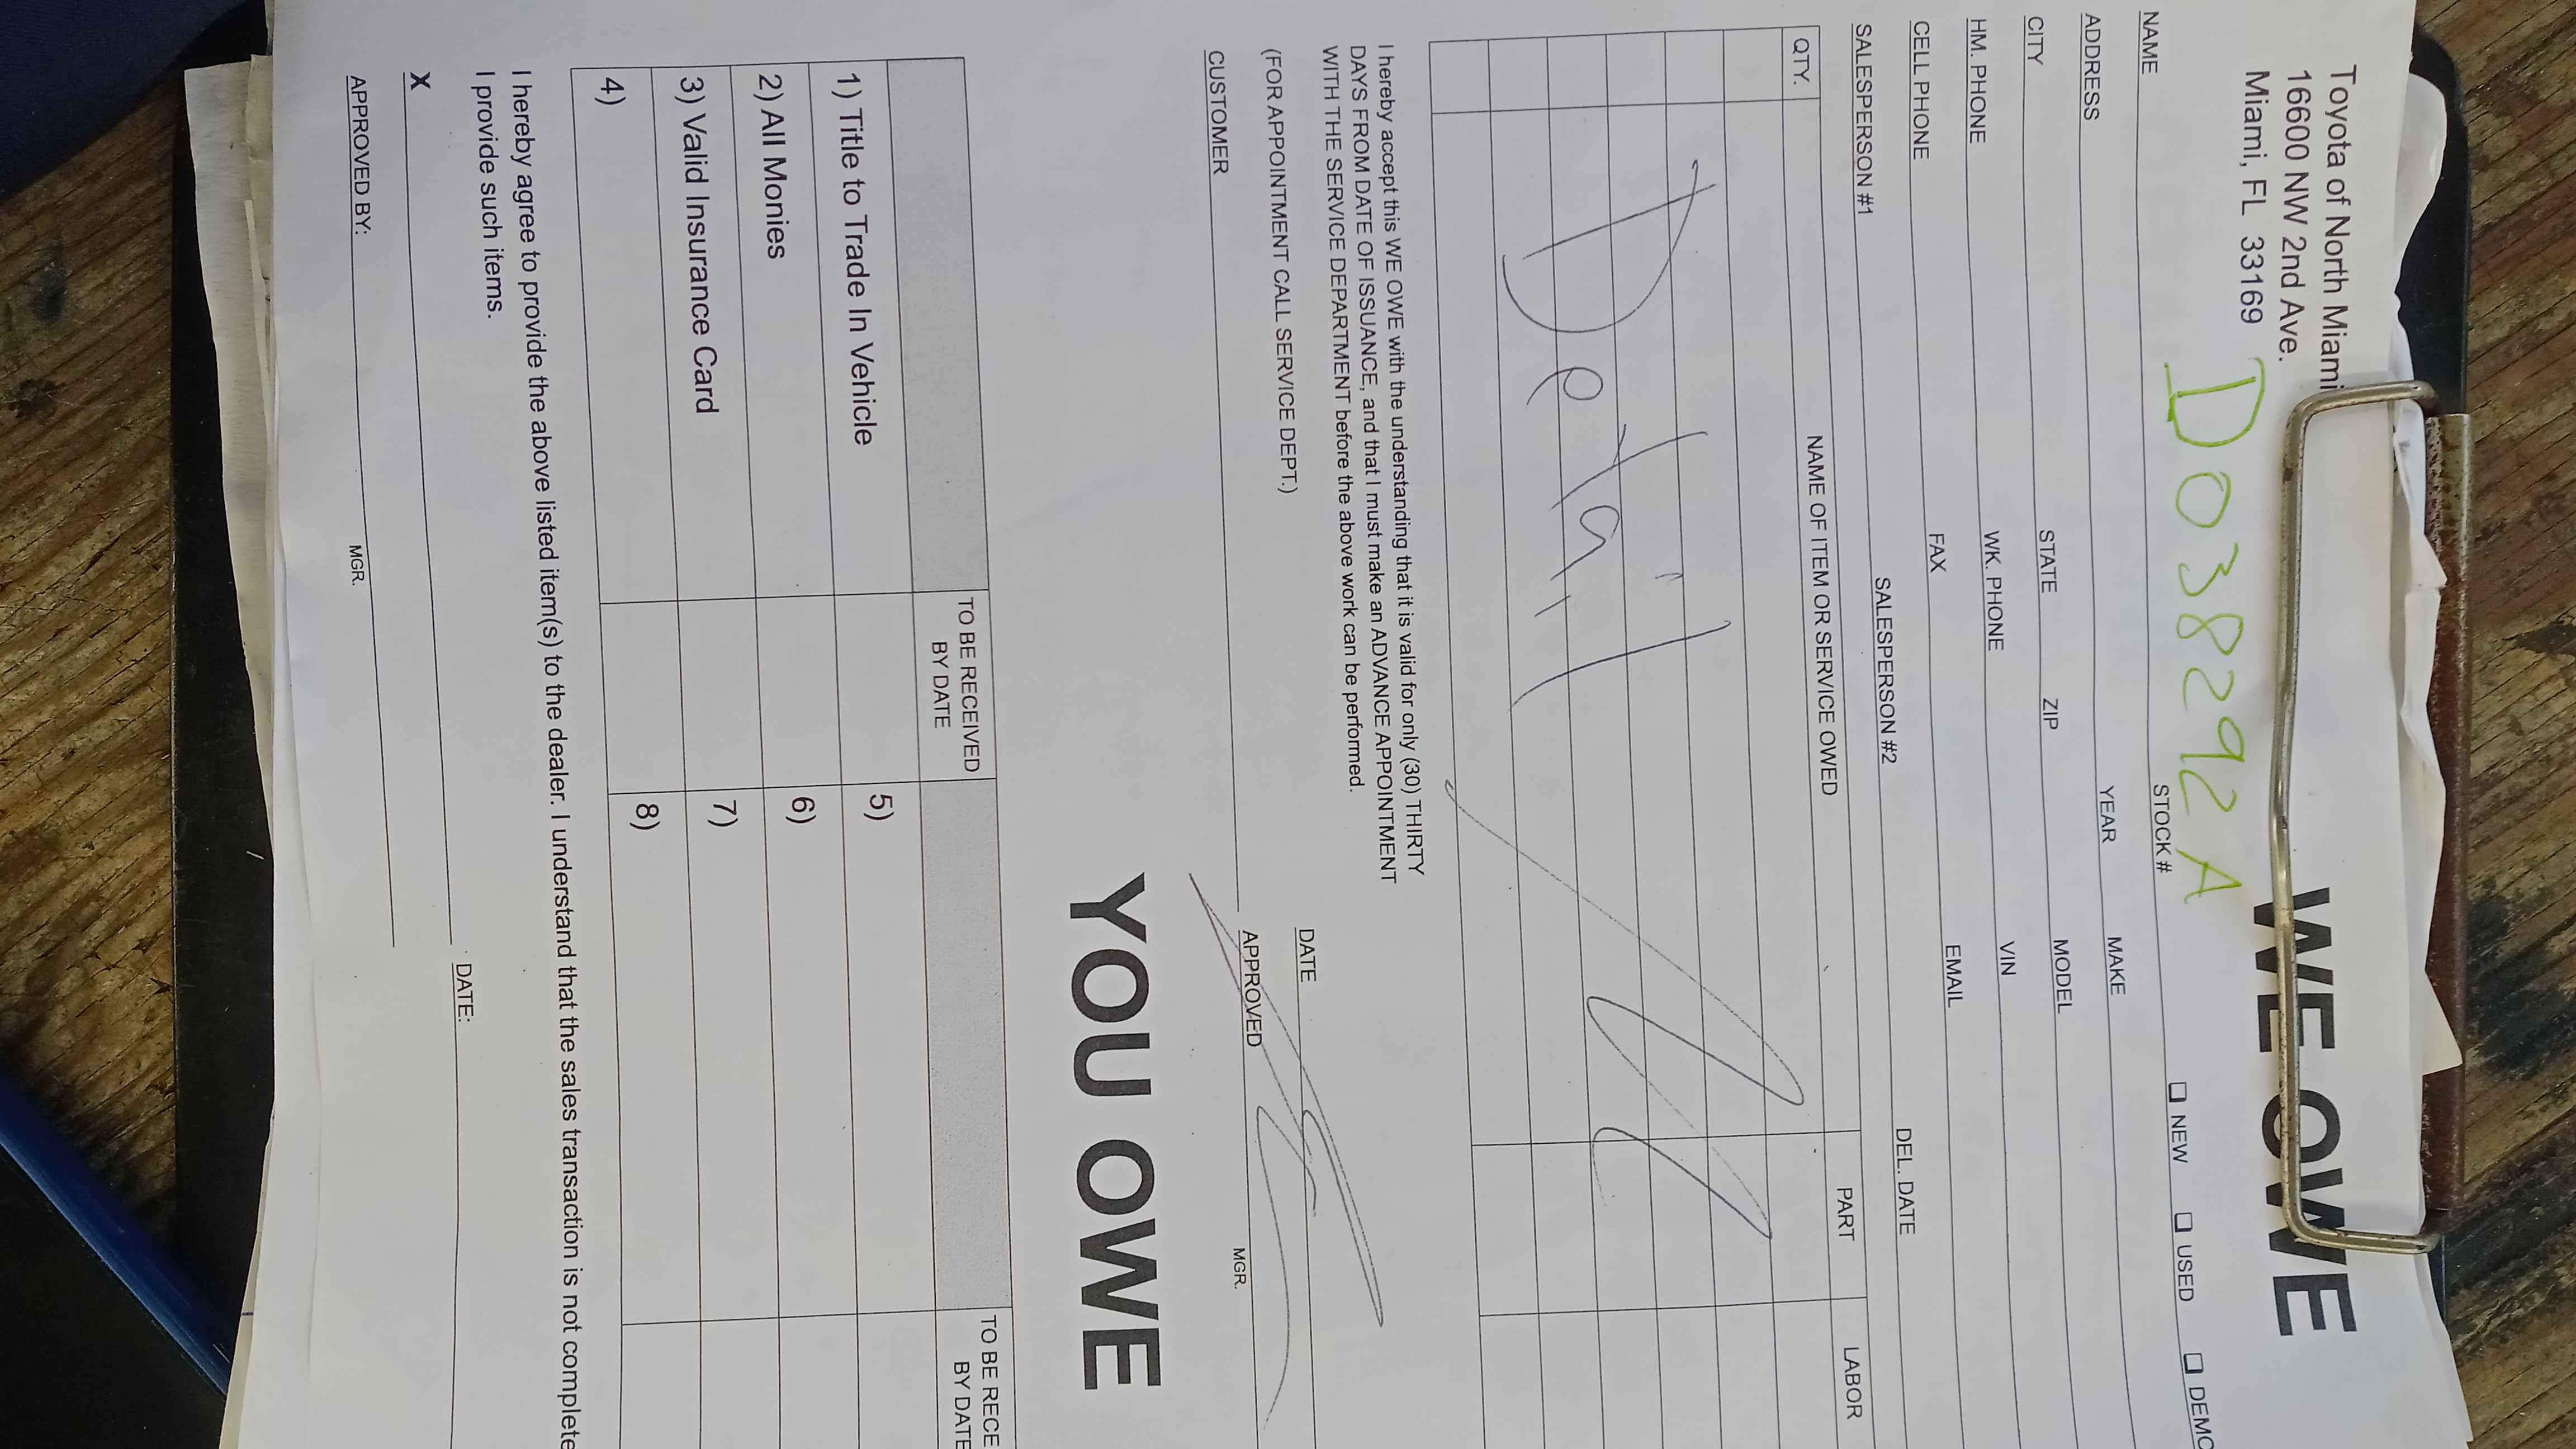 WE OWE
Toyota of North Miami
16600 NW 2nd Ave.
Miami, FL 33169
D038292A
NAME STOCK # NEW USED DEMO
ADDRESS YEAR MAKE
CITY STATE ZIP MODEL
HM. PHONE WK. PHONE VIN
CELL PHONE FAX EMAIL
SALESPERSON #1 SALESPERSON #2 DEL. DATE
QTY. NAME OF ITEM OR SERVICE OWED PART LABOR
Detail
I hereby accept this WE OWE with the understanding that it is valid for only (30) THIRTY
DAYS FROM DATE OF ISSUANCE, and that I must make an ADVANCE APPOINTMENT
WITH THE SERVICE DEPARTMENT before the above work can be performed.
DATE
(FOR APPOINTMENT CALL SERVICE DEPT.)
CUSTOMER APPROVED MGR.
YOU OWE
TO BE RECEIVED TO BE RECE
BY DATE BY DATE
1) Title to Trade In Vehicle 5)
2) All Monies 6)
3) Valid Insurance Card 7)
4) 8)
I hereby agree to provide the above listed item(s) to the dealer. I understand that the sales transaction is not complete
I provide such items.
X DATE:
APPROVED BY: MGR.